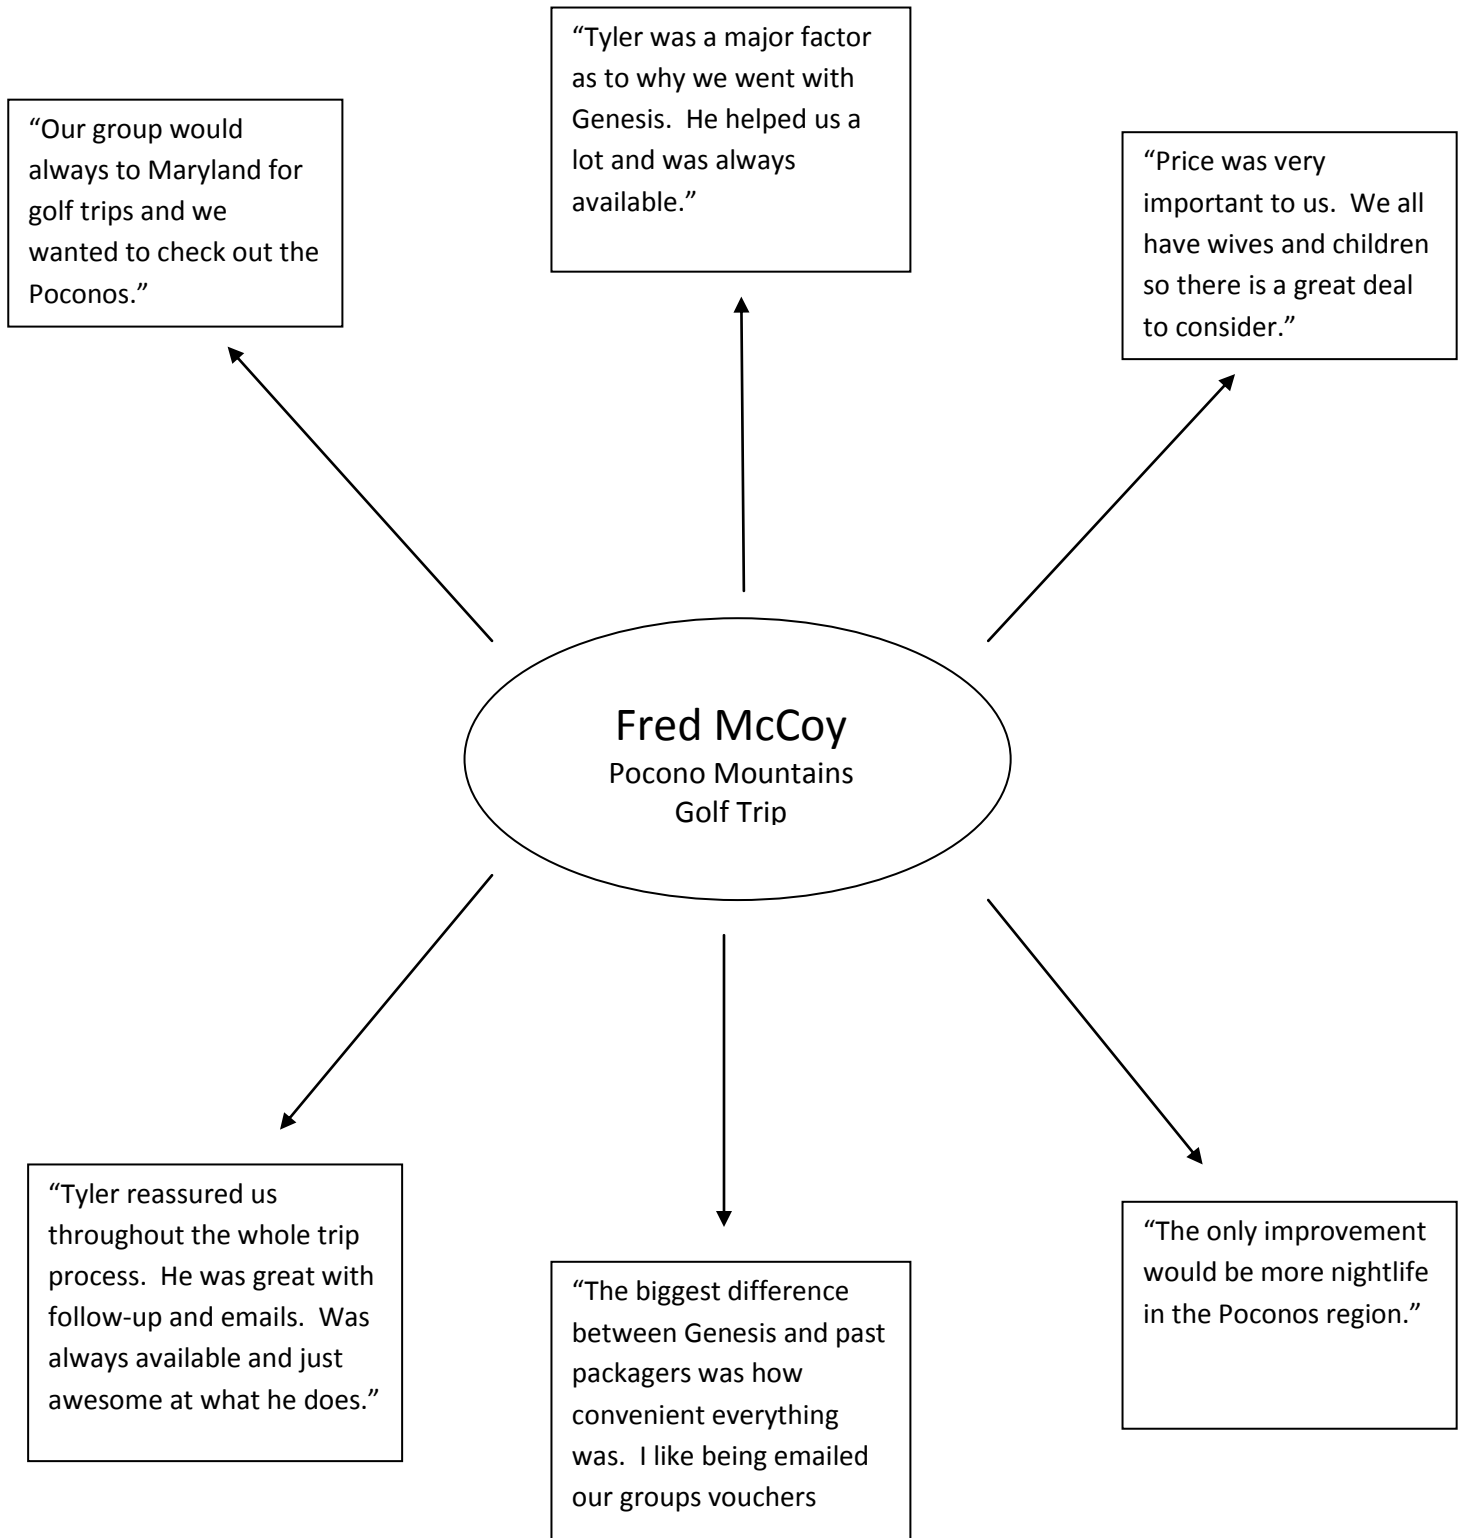 “Tyler was a major factor
as to why we went with
Genesis.  He helped us a
lot and was always
available.”
“Our group would
always to Maryland for
golf trips and we
wanted to check out the
Poconos.”
“Price was very
important to us.  We all
have wives and children
so there is a great deal
to consider.”
Fred McCoy
Pocono Mountains
Golf Trip
“Tyler reassured us
throughout the whole trip
process.  He was great with
follow-up and emails.  Was
always available and just
awesome at what he does.”
“The biggest difference
between Genesis and past
packagers was how
convenient everything
was.  I like being emailed
our groups vouchers
“The only improvement
would be more nightlife
in the Poconos region.”